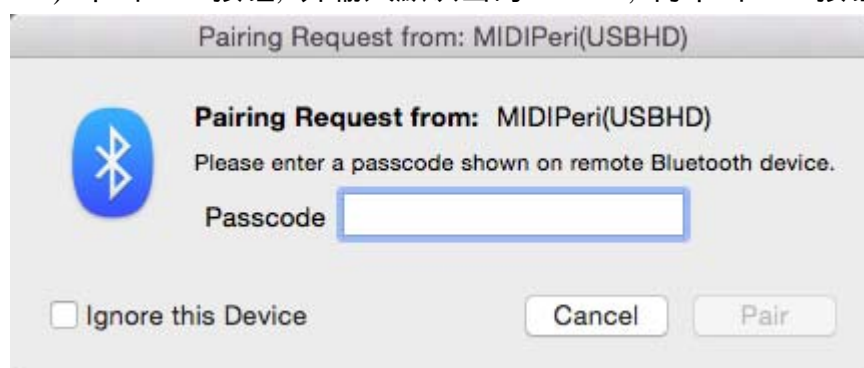 Pairing Request from: MIDIPeri(USBHD)
Pairing Request from: MIDIPeri(USBHD)
Please enter a passcode shown on remote Bluetooth device.
Passcode
Ignore this Device
Cancel
Pair